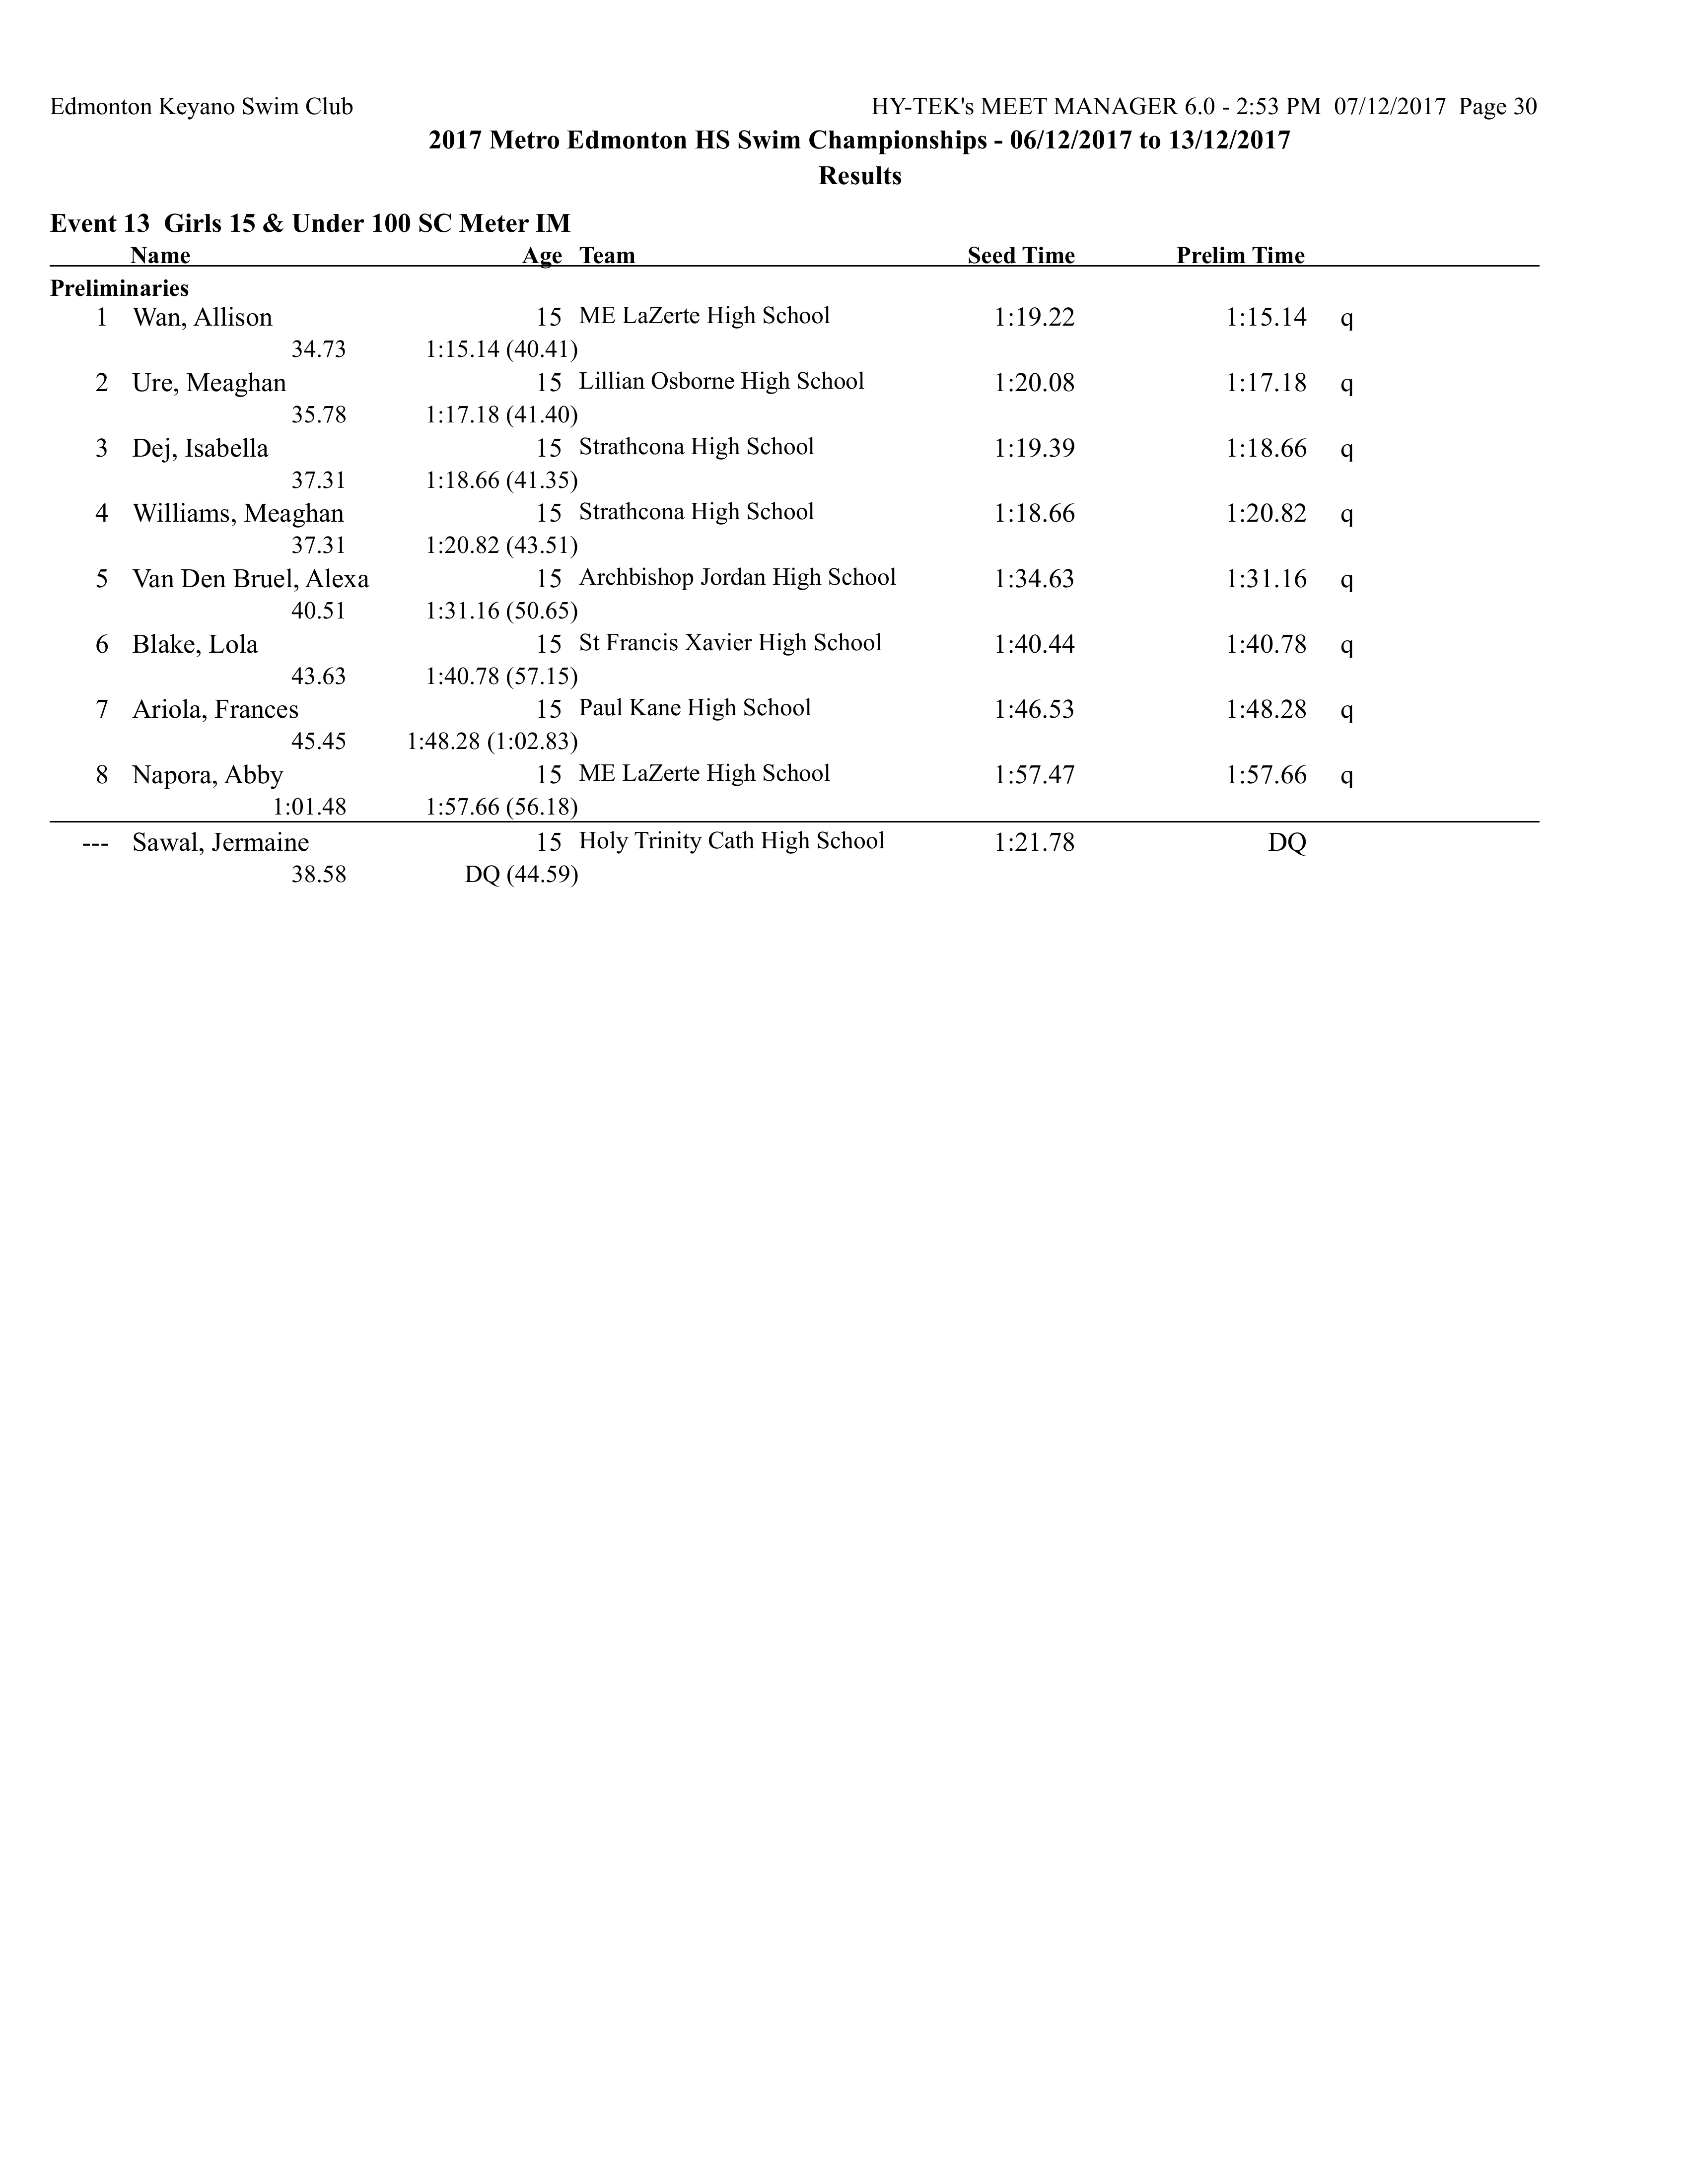 Edmonton Keyano Swim Club HY-TEK's MEET MANAGER 6.0 - 2:53 PM 07/12/2017 Page 30
2017 Metro Edmonton HS Swim Championships - 06/12/2017 to 13/12/2017
Results
Event 13 Girls 15 & Under 100 SC Meter IM
Name Age Team Seed Time Prelim Time
Preliminaries
1 Wan, Allison 15 ME LaZerte High School 1:19.22 1:15.14 q
34.73 1:15.14 (40.41)
2 Ure, Meaghan 15 Lillian Osborne High School 1:20.08 1:17.18 q
35.78 1:17.18 (41.40)
3 Dej, Isabella 15 Strathcona High School 1:19.39 1:18.66 q
37.31 1:18.66 (41.35)
4 Williams, Meaghan 15 Strathcona High School 1:18.66 1:20.82 q
37.31 1:20.82 (43.51)
5 Van Den Bruel, Alexa 15 Archbishop Jordan High School 1:34.63 1:31.16 q
40.51 1:31.16 (50.65)
6 Blake, Lola 15 St Francis Xavier High School 1:40.44 1:40.78 q
43.63 1:40.78 (57.15)
7 Ariola, Frances 15 Paul Kane High School 1:46.53 1:48.28 q
45.45 1:48.28 (1:02.83)
8 Napora, Abby 15 ME LaZerte High School 1:57.47 1:57.66 q
1:01.48 1:57.66 (56.18)
--- Sawal, Jermaine 15 Holy Trinity Cath High School 1:21.78 DQ
38.58 DQ (44.59)